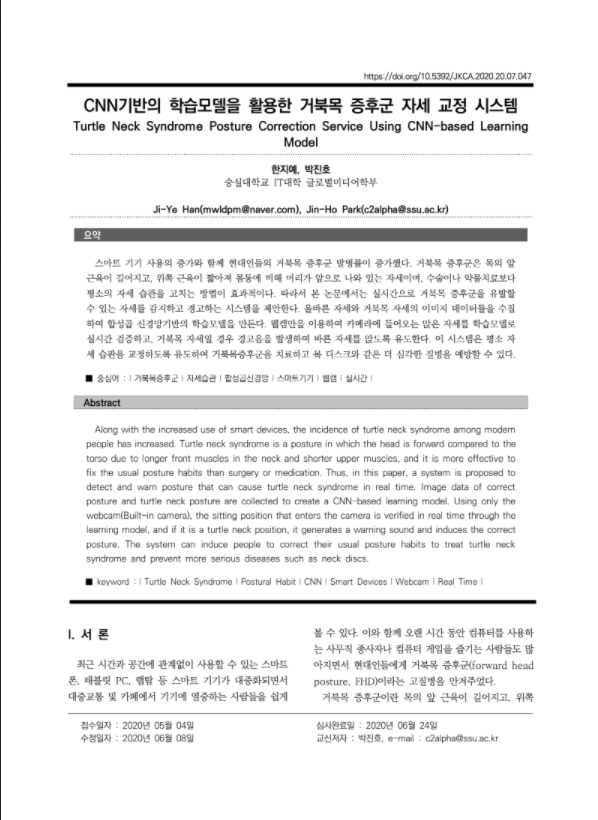 https://doi.org/10.5392/JKCA.2020.20.07.047
CNN기반의 학습모델을 활용한 거북목 증후군 자세 교정 시스템
Turtle Neck Syndrome Posture Correction Service Using CNN-based Learning
Model
한지예, 박진호
숭실대학교 IT대학 글로벌미디어학부
Ji-Ye Han(mwldpm@naver.com), Jin-Ho Park(c2alpha@ssu.ac.kr)
요약
스마트 기기 사용의 증가와 함께 현대인들의 거북목 증후군 발병률이 증가했다. 거북목 증후군은 목의 앞
근육이 길어지고, 위쪽 근육이 짧아져 몸통에 비해 머리가 앞으로 나와 있는 자세이며, 수술이나 약물치료보다
평소의 자세 습관을 고치는 방법이 효과적이다. 따라서 본 논문에서는 실시간으로 거북목 증후군을 유발할
수 있는 자세를 감지하고 경고하는 시스템을 제안한다. 올바른 자세와 거북목 자세의 이미지 데이터들을 수집
하여 합성곱 신경망기반의 학습모델을 만든다. 웹캠만을 이용하여 카메라에 들어오는 앉은 자세를 학습모델로
실시간 검증하고, 거북목 자세일 경우 경고음을 발생하여 바른 자세를 앉도록 유도한다. 이 시스템은 평소 자
세 습관을 교정하도록 유도하여 거북목증후군을 치료하고 목 디스크와 같은 더 심각한 질병을 예방할 수 있다.
■ 중심어 : | 거북목증후군 | 자세습관 | 합성곱신경망 | 스마트기기 | 웹캠 | 실시간 |
Abstract
Along with the increased use of smart devices, the incidence of turtle neck syndrome among modern
people has increased. Turtle neck syndrome is a posture in which the head is forward compared to the
torso due to longer front muscles in the neck and shorter upper muscles, and it is more effective to
fix the usual posture habits than surgery or medication. Thus, in this paper, a system is proposed to
detect and warn posture that can cause turtle neck syndrome in real time. Image data of correct
posture and turtle neck posture are collected to create a CNN-based learning model. Using only the
webcam(Built-in camera), the sitting position that enters the camera is verified in real time through the
learning model, and if it is a turtle neck position, it generates a warning sound and induces the correct
posture. The system can induce people to correct their usual posture habits to treat turtle neck
syndrome and prevent more serious diseases such as neck discs.
■ keyword : | Turtle Neck Syndrome | Postural Habit | CNN | Smart Devices | Webcam | Real Time |
I. 서 론
최근 시간과 공간에 관계없이 사용할 수 있는 스마트
폰, 태블릿 PC, 랩탑 등 스마트 기기가 대중화되면서
대중교통 및 카페에서 기기에 열중하는 사람들을 쉽게
볼 수 있다. 이와 함께 오랜 시간 동안 컴퓨터를 사용하
는 사무직 종사자나 컴퓨터 게임을 즐기는 사람들도 많
아지면서 현대인들에게 거북목 증후군(forward head
posture, FHD)이라는 고질병을 안겨주었다.
거북목 증후군이란 목의 앞 근육이 길어지고, 위쪽
접수일자 : 2020년 05월 04일
수정일자 : 2020년 06월 08일
심사완료일 : 2020년 06월 24일
교신저자 : 박진호, e-mail : c2alpha@ssu.ac.kr